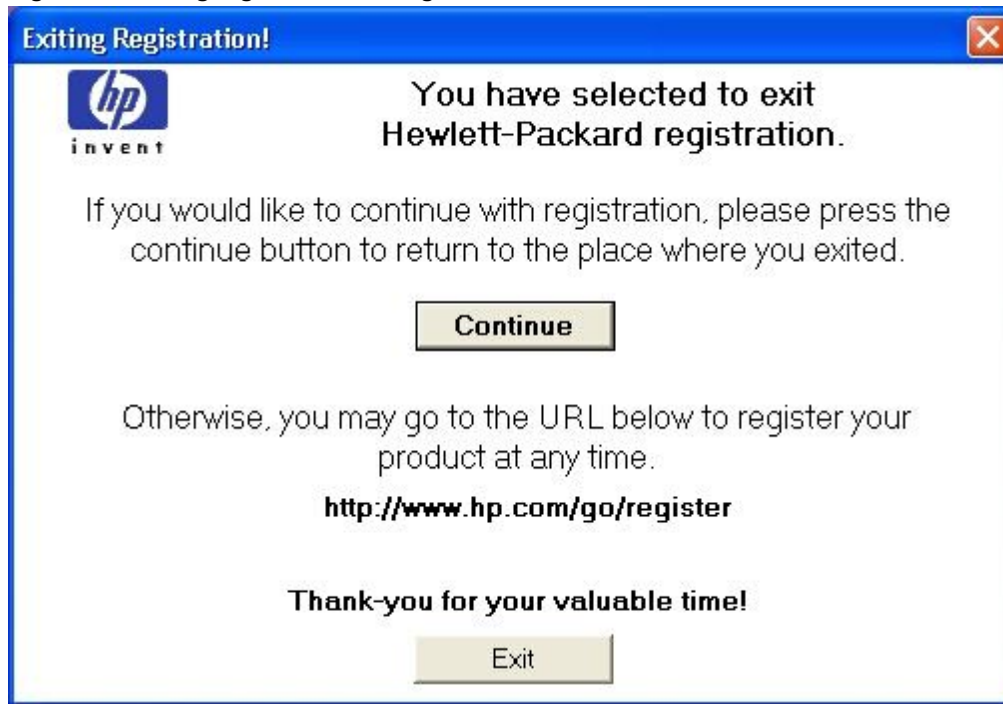 Exiting Registration!
hp
invent
You have selected to exit
Hewlett-Packard registration.
If you would like to continue with registration, please press the
continue button to return to the place where you exited.
Continue
Otherwise, you may go to the URL below to register your
product at any time.
http://www.hp.com/go/register
Thank-you for your valuable time!
Exit